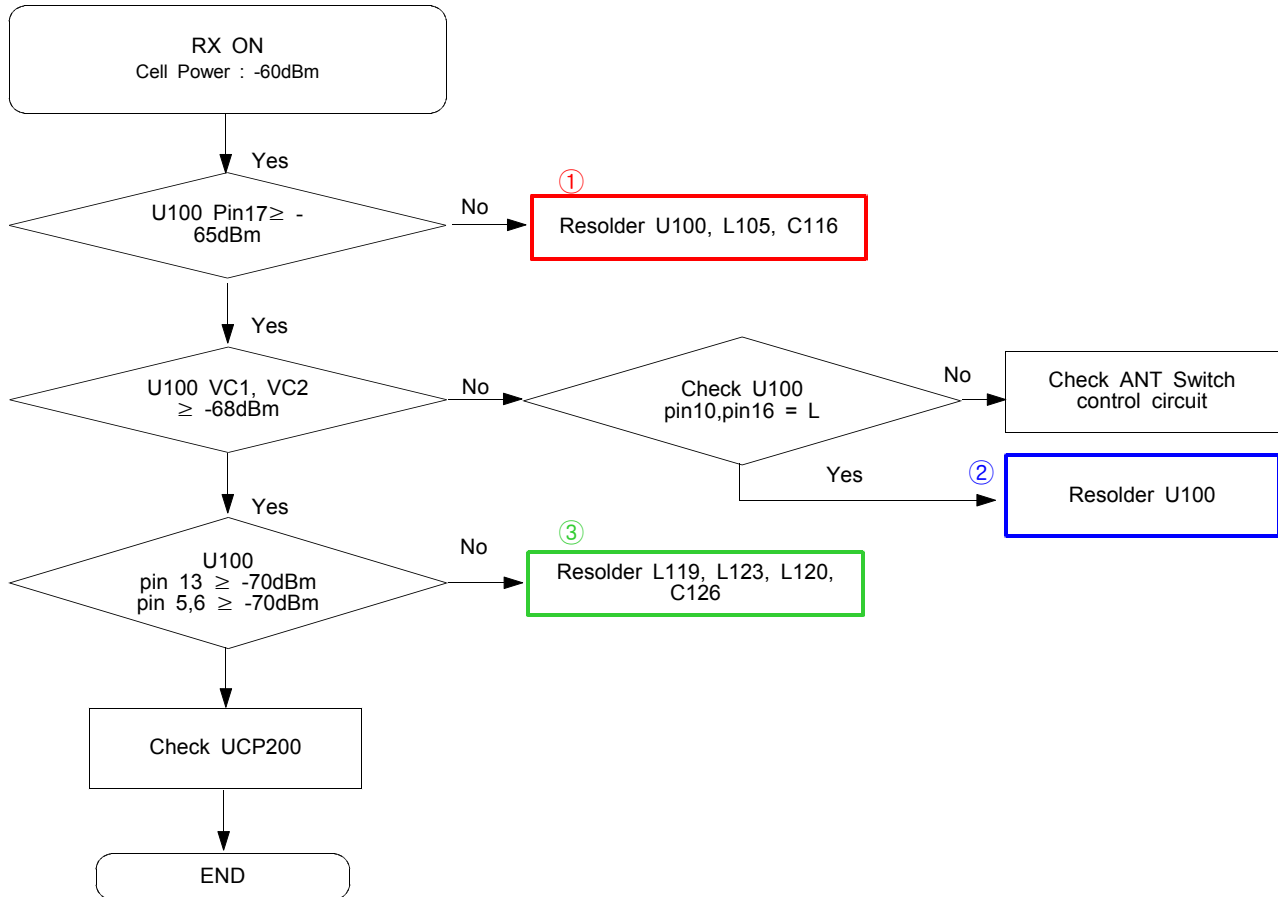 RX ON
Cell Power : -60dBm
Yes
①
U100 Pin17≥ -
65dBm
No
Resolder U100, L105, C116
Yes
U100 VC1, VC2
≥ -68dBm
No
Check U100
pin10,pin16 = L
No
Check ANT Switch
control circuit
Yes
②
Resolder U100
Yes
U100
pin 13 ≥ -70dBm
pin 5,6 ≥ -70dBm
No
③
Resolder L119, L123, L120,
C126
Check UCP200
END